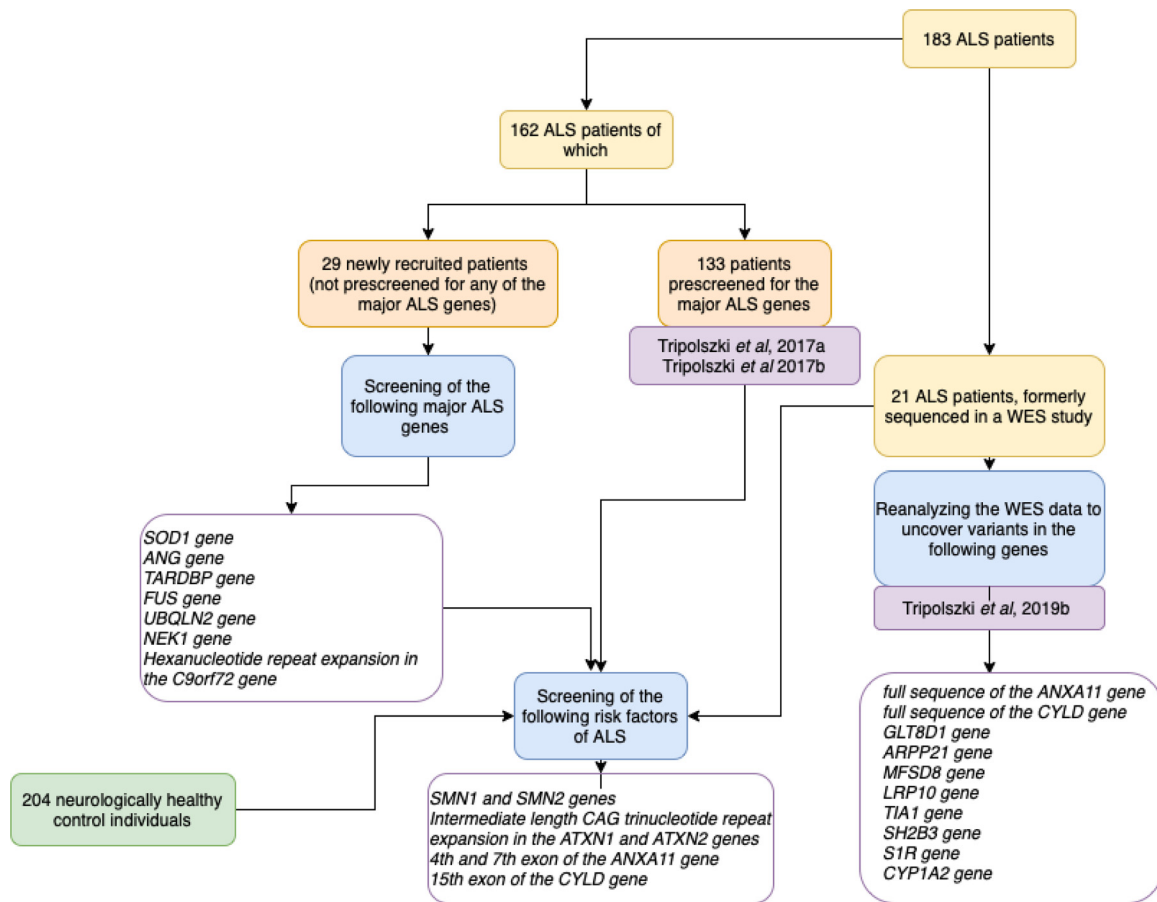 183 ALS patients
162 ALS patients of
which
29 newly recruited patients
(not prescreened for any of the
major ALS genes)
133 patients
prescreened for the
major ALS genes
Tripolszki et al, 2017a
Tripolszki et al 2017b
Screening of the
following major ALS
genes
21 ALS patients, formerly
sequenced in a WES study
Reanalyzing the WES data to
uncover variants in the
following genes
Tripolszki et al, 2019b
SOD1 gene
ANG gene
TARDBP gene
FUS gene
UBQLN2 gene
NEK1 gene
Hexanucleotide repeat expansion in
the C9orf72 gene
full sequence of the ANXA11 gene
full sequence of the CYLD gene
GLT8D1 gene
ARPP21 gene
MFSD8 gene
LRP10 gene
TIA1 gene
SH2B3 gene
S1R gene
CYP1A2 gene
Screening of the
following risk factors
of ALS
204 neurologically healthy
control individuals
SMN1 and SMN2 genes
Intermediate length CAG trinucleotide repeat
expansion in the ATXN1 and ATXN2 genes
4th and 7th exon of the ANXA11 gene
15th exon of the CYLD gene